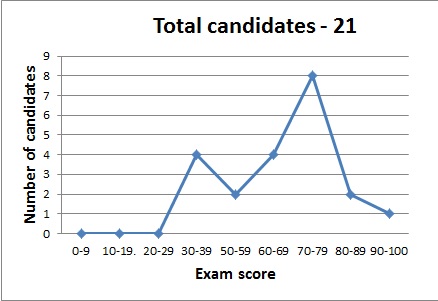 Total candidates - 21
Number of candidates
9
8
7
6
5
4
3
2
1
0
0-9 10-19. 20-29 30-39 50-59 60-69 70-79 80-89 90-100
Exam score